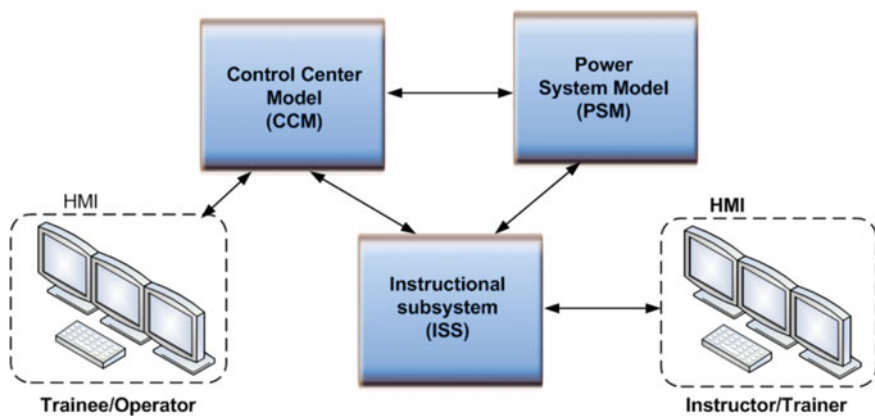 Control Center
Model
(CCM)
Power
System Model
(PSM)
HMI
HMI
Instructional
subsystem
(ISS)
Trainee/Operator
Instructor/Trainer